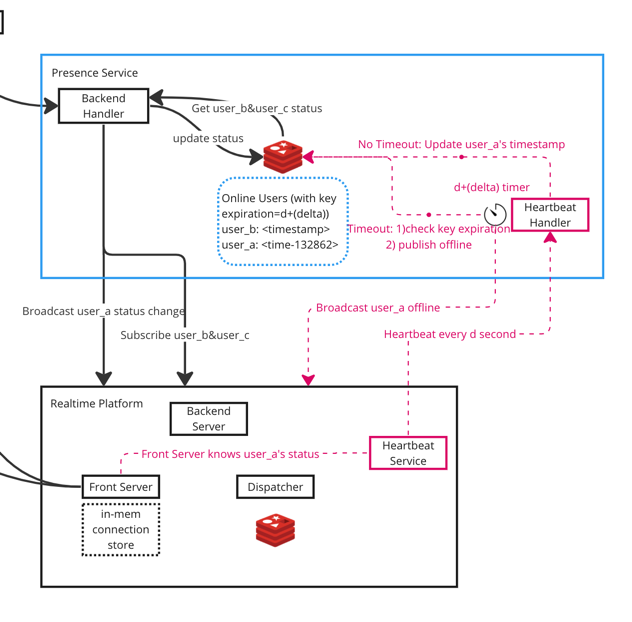 Presence Service
Backend
Handler
Get user_b&user_c status
update status
No Timeout: Update user_a's timestamp
d+(delta) timer
Heartbeat
Handler
Online Users (with key
expiration=d+(delta))
user_b: <timestamp>
user_a: <time-132862>
Timeout: 1)check key expiration
2) publish offline
Broadcast user_a status change
Broadcast user_a offline
Subscribe user_b&user_c
Heartbeat every d second
Realtime Platform
Backend
Server
Front Server knows user_a's status
Heartbeat
Service
Front Server
Dispatcher
in-mem
connection
store